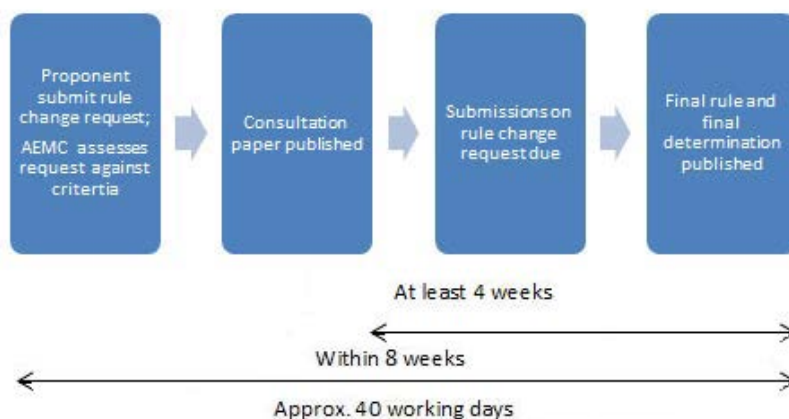 Proponent
submit rule
change request;
AEMC assesses
request against
critertia
Consultation
paper published
Submissions on
rule change
request due
Final rule and
final
determination
published
At least 4 weeks
Within 8 weeks
Approx. 40 working days